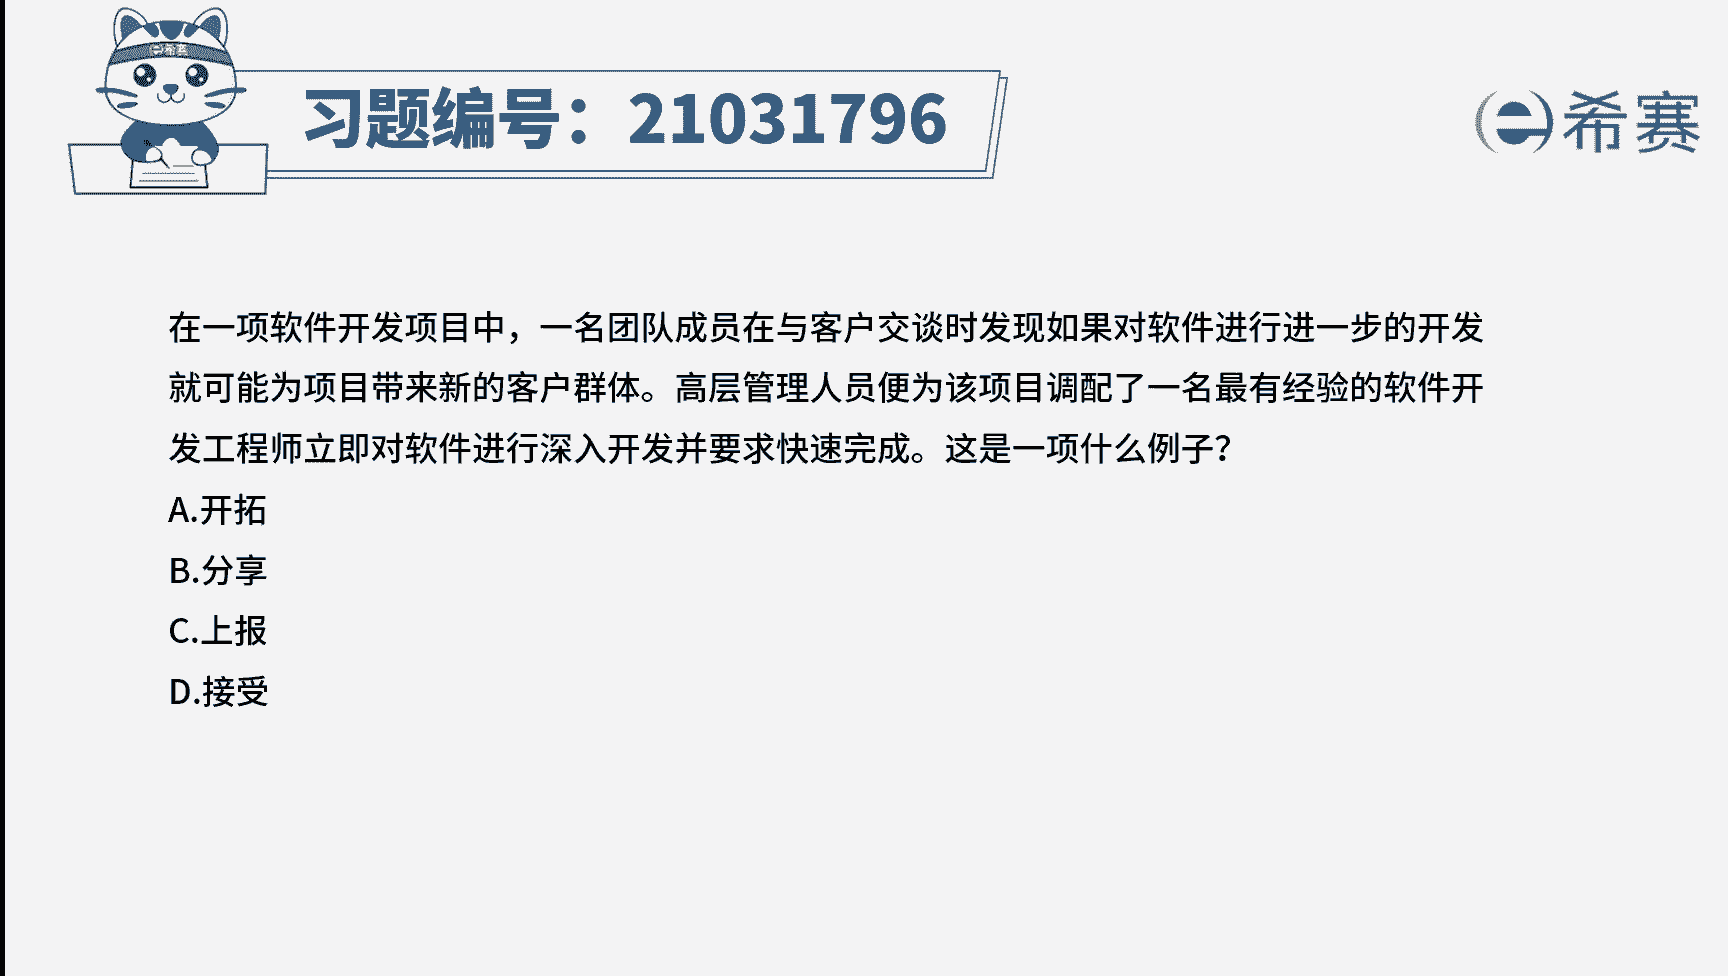 希赛
习题编号：21031796
希赛
在一项软件开发项目中，一名团队成员在与客户交谈时发现如果对软件进行进一步的开发
就可能为项目带来新的客户群体。高层管理人员便为该项目调配了一名最有经验的软件开
发工程师立即对软件进行深入开发并要求快速完成。这是一项什么例子？
A.开拓
B.分享
C.上报
D.接受